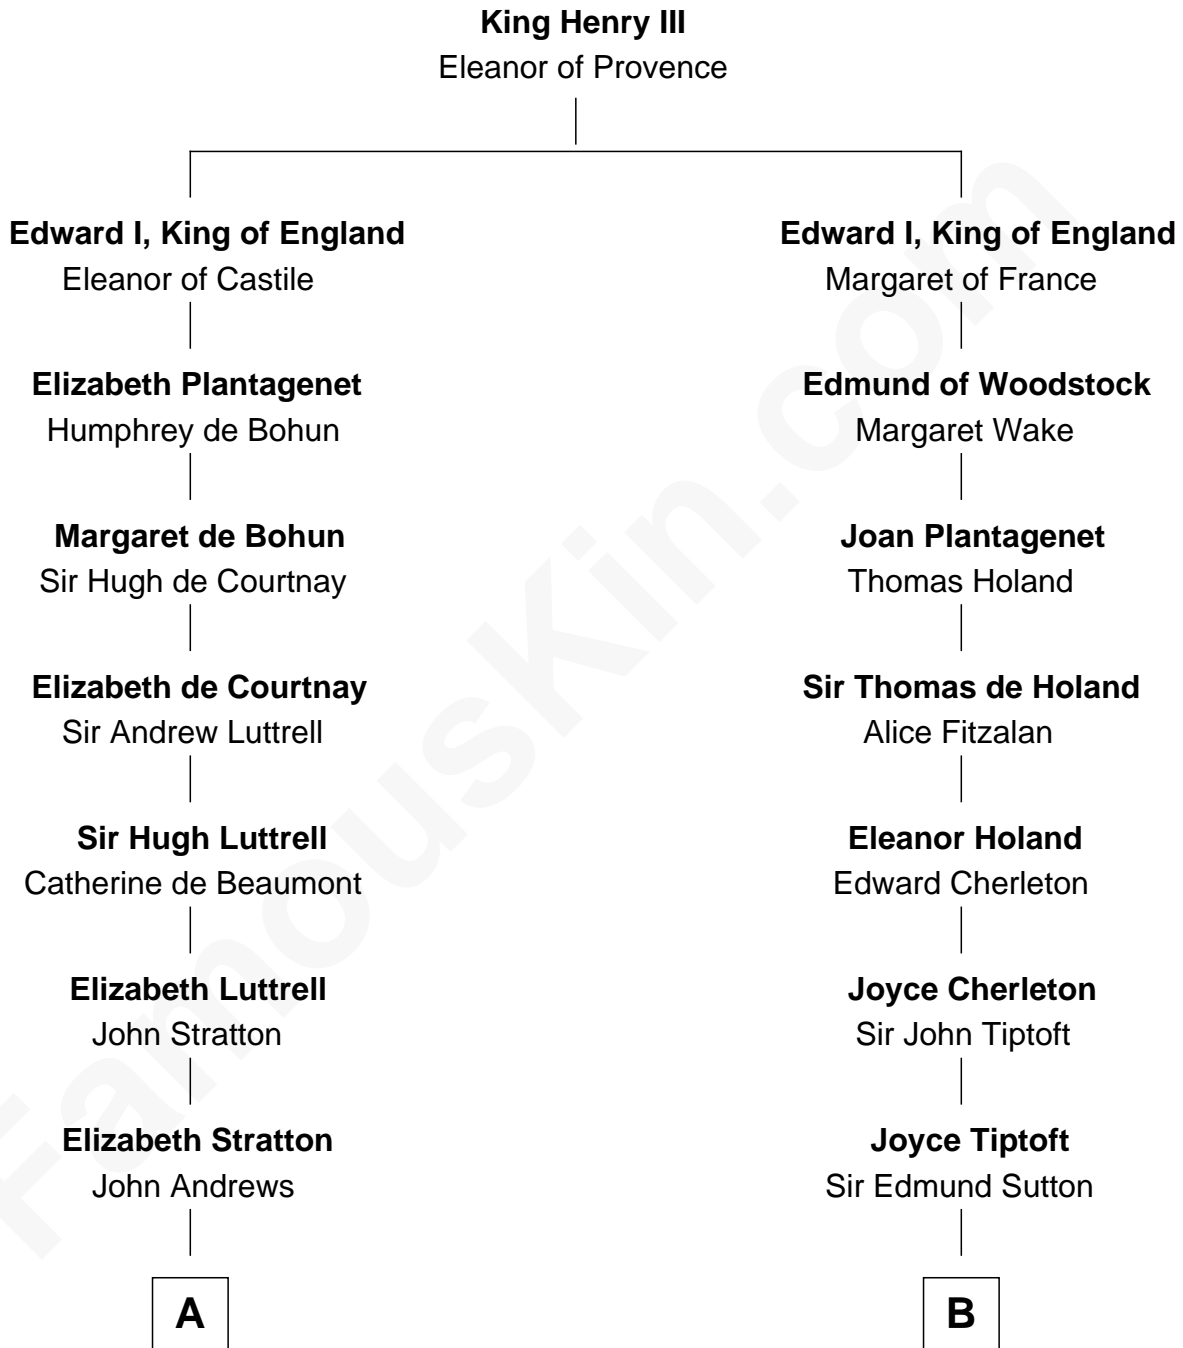 King Henry III
Eleanor of Provence
Edward I, King of England
Eleanor of Castile
Elizabeth Plantagenet
Humphrey de Bohun
Margaret de Bohun
Sir Hugh de Courtnay
Elizabeth de Courtnay
Sir Andrew Luttrell
Sir Hugh Luttrell
Catherine de Beaumont
Elizabeth Luttrell
John Stratton
Elizabeth Stratton
John Andrews
A
Edward I, King of England
Margaret of France
Edmund of Woodstock
Margaret Wake
Joan Plantagenet
Thomas Holand
Sir Thomas de Holand
Alice Fitzalan
Eleanor Holand
Edward Cherleton
Joyce Cherleton
Sir John Tiptoft
Joyce Tiptoft
Sir Edmund Sutton
B
FamousKin.com